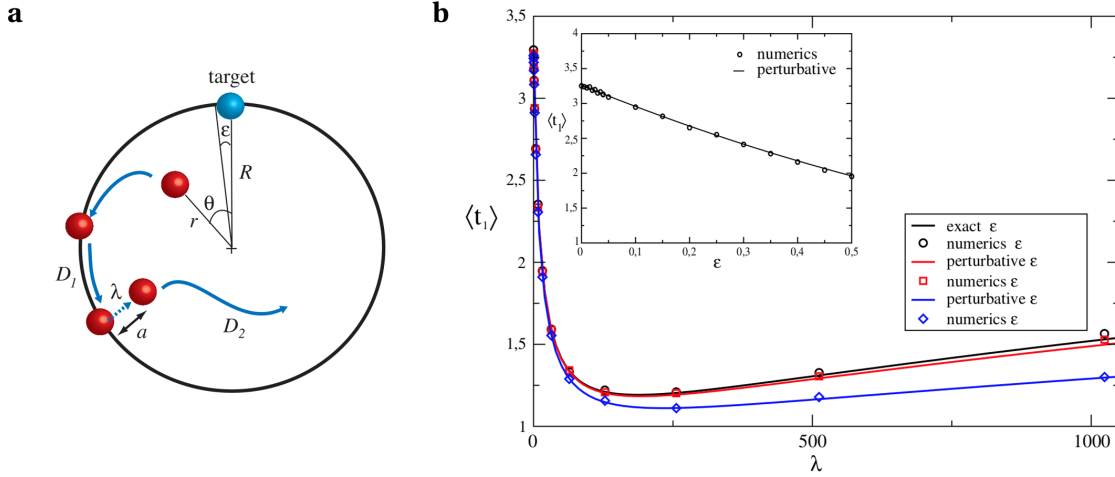 a
target
ε
R
θ
r
D1
λ
a
D2
b
3,5
3
2,5
2
1,5
1
⟨t1⟩
0
500
1000
λ
4
3,5
3
2,5
2
1,5
1
⟨t1⟩
0
0,1
0,2
0,3
0,4
0,5
ε
numerics
perturbative
exact ε
numerics ε
perturbative ε
numerics ε
perturbative ε
numerics ε